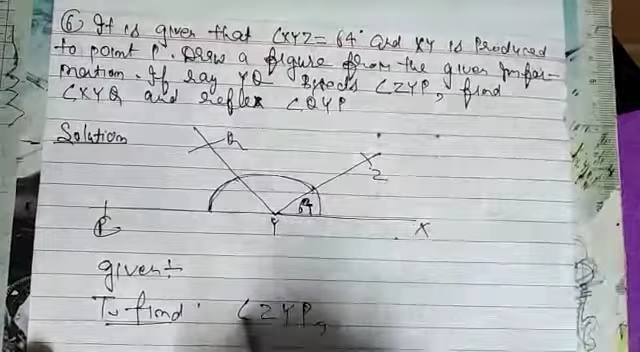 ⑥ It is given that ∠XYZ = 64° and XY is Produced
to point P. Draw a figure from the given Infor-
mation. If ray YQ Bisects ∠ZYP, find
∠XYQ and reflex ∠QYP
Solution
Q
Z
64°
P
Y
X
given:-
To find: ∠ZYP,